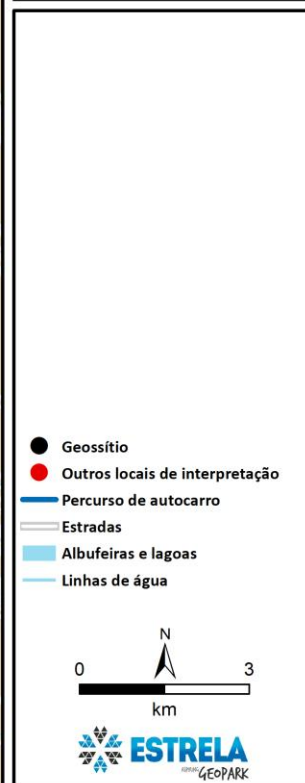 Geossítio
Outros locais de interpretação
Percurso de autocarro
Estradas
Albufeiras e lagoas
Linhas de água
N
0 3
km
ESTRELA
GEOPARK